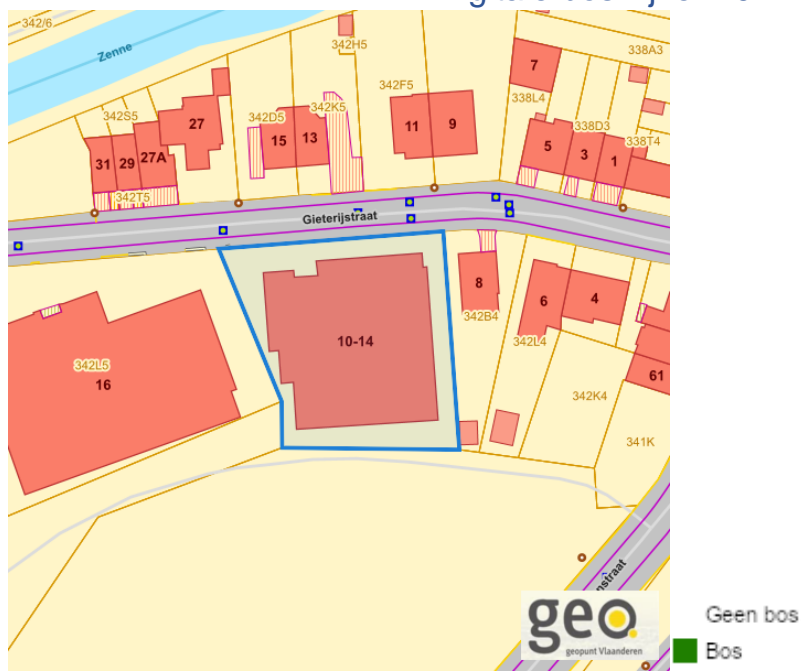 342/6
Zenne
342H5
338A3
7
342F5
338L4
342S5
342D5
342K5
338D3
27
15
13
11
9
5
3
1
338T4
31
29
27A
342T5
Gieterijstraat
8
6
4
10-14
342B4
342L4
342L5
16
61
342K4
341K
nstraat
geo.
geopunt Vlaanderen
Geen bos
Bos